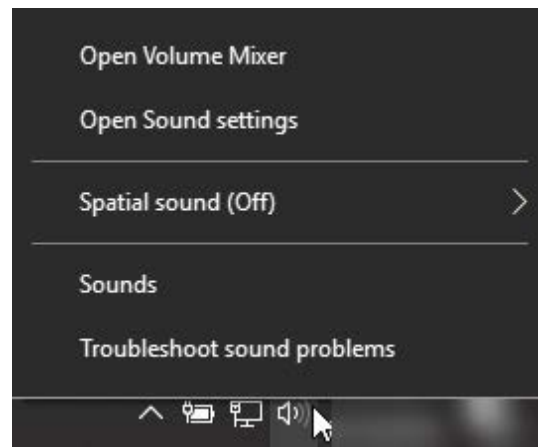 Open Volume Mixer
Open Sound settings
Spatial sound (Off)
Sounds
Troubleshoot sound problems